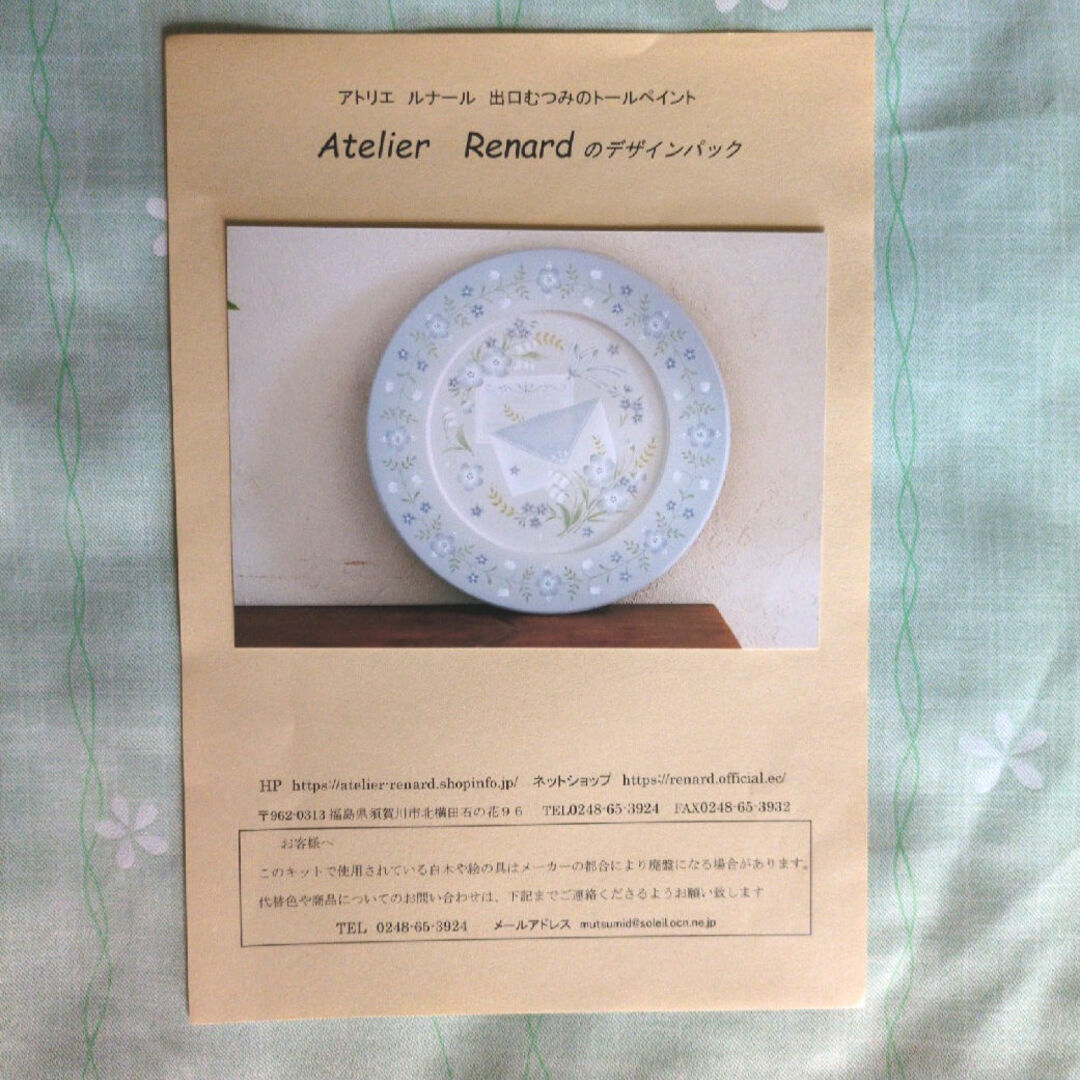 アトリエ ルナール 出口むつみのトールペイント
Atelier Renard のデザインパック
HP https://atelier-renard.shopinfo.jp/ ネットショップ https://renard.official.ec/
〒962-0313 福島県須賀川市北横田石の花９６ TEL0248-65-3924 FAX0248-65-3932
お客様へ
このキットで使用されている白木や絵の具はメーカーの都合により廃盤になる場合があります。
代替色や商品についてのお問い合わせは、下記までご連絡くださるようお願い致します
TEL 0248-65-3924 メールアドレス mutsumid@soleil.ocn.ne.jp